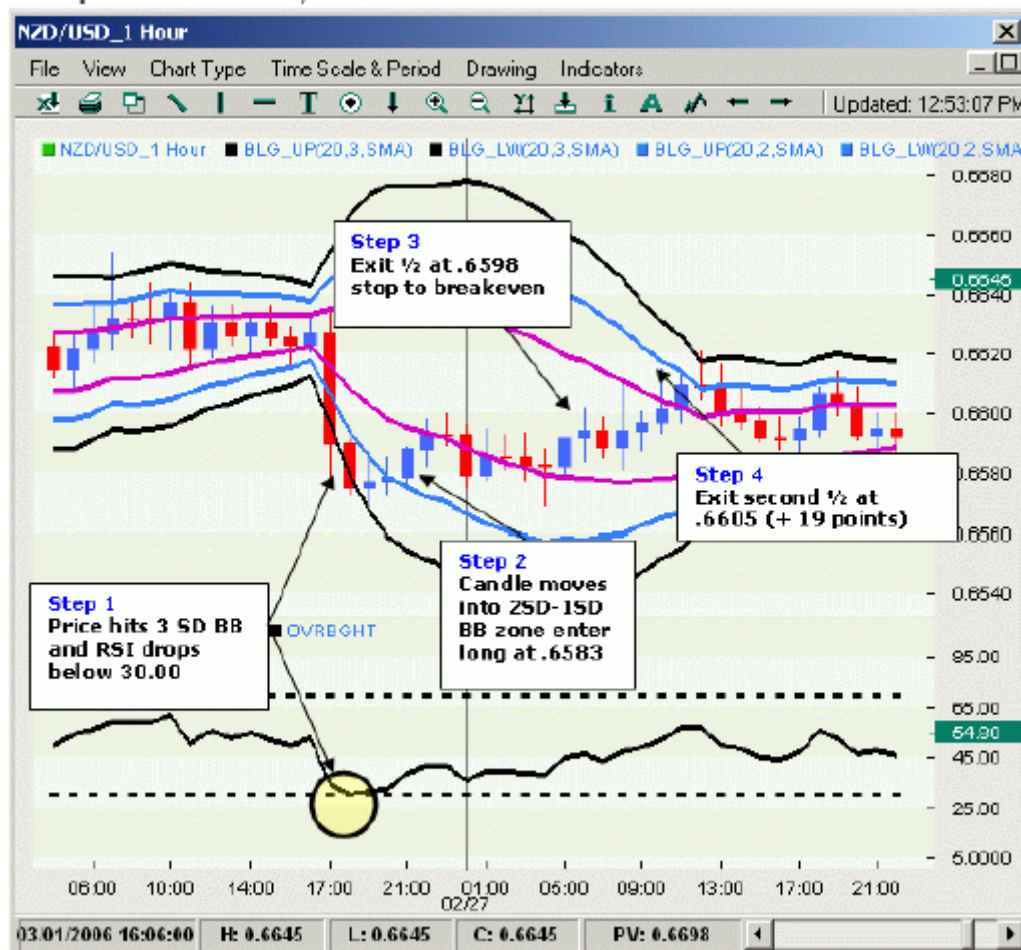 NZD/USD_1 Hour
File View Chart Type Time Scale & Period Drawing Indicators
Updated: 12:53:07 PM
NZD/USD_1 Hour BLG_UP(20,3,SMA) BLG_LW(20,3,SMA) BLG_UP(20,2,SMA) BLG_LW(20,2,SMA
0.6680
0.6660
0.6645
0.6640
0.6620
0.6600
0.6580
0.6560
0.6540
Step 3
Exit ½ at .6598
stop to breakeven
Step 4
Exit second ½ at
.6605 (+ 19 points)
Step 2
Candle moves
into 2SD-1SD
BB zone enter
long at .6583
Step 1
Price hits 3 SD BB
and RSI drops
below 30.00
OVRBGHT
95.00
65.00
54.90
45.00
25.00
5.0000
06:00 10:00 14:00 17:00 21:00 01:00 05:00 09:00 13:00 17:00 21:00
02/27
03.01/2006 16:06:00 H: 0.6645 L: 0.6645 C: 0.6645 PV: 0.6698